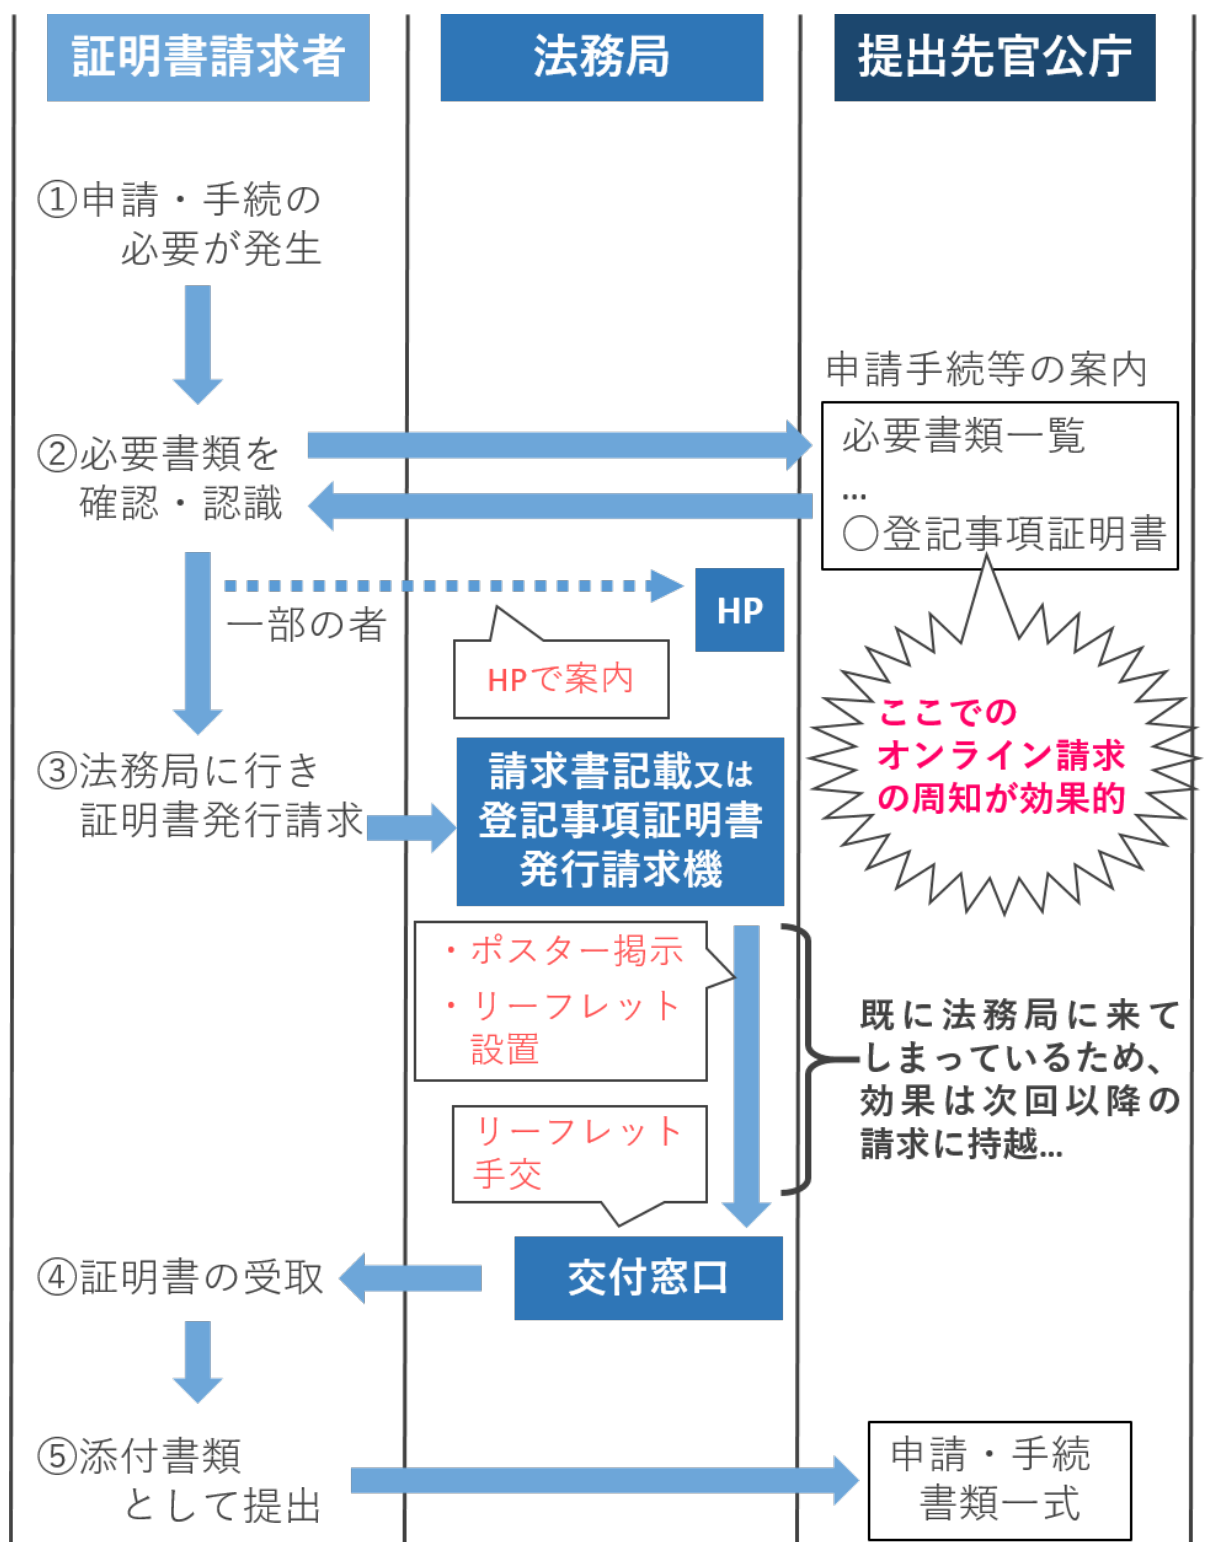 証明書請求者
法務局
提出先官公庁
①申請・手続の
必要が発生
申請手続等の案内
必要書類一覧
...
〇登記事項証明書
②必要書類を
確認・認識
一部の者
HP
HPで案内
ここでの
オンライン請求
の周知が効果的
③法務局に行き
証明書発行請求
請求書記載又は
登記事項証明書
発行請求機
・ポスター掲示
・リーフレット
設置
リーフレット
手交
既に法務局に来て
しまっているため、
効果は次回以降の
請求に持越...
交付窓口
④証明書の受取
⑤添付書類
として提出
申請・手続
書類一式